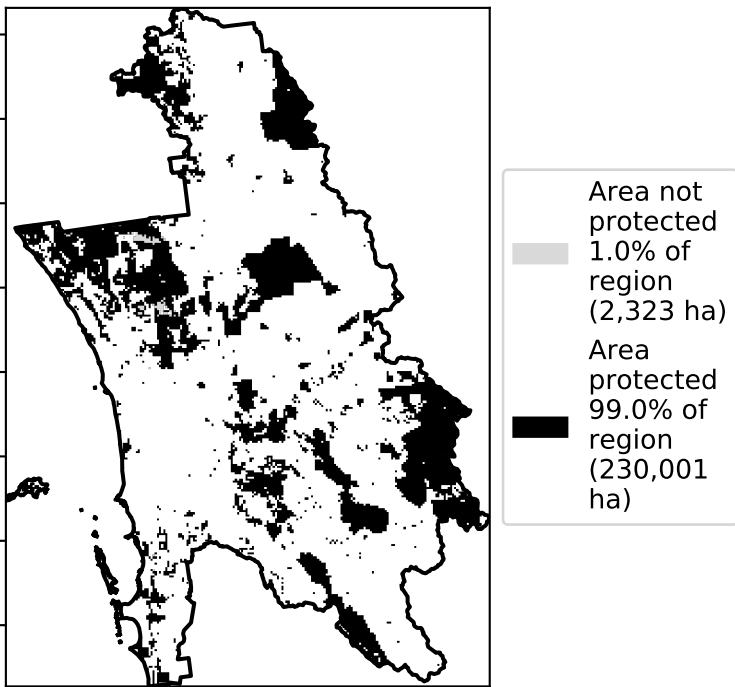 Area not
protected
1.0% of
region
(2,323 ha)
Area
protected
99.0% of
region
(230,001
ha)